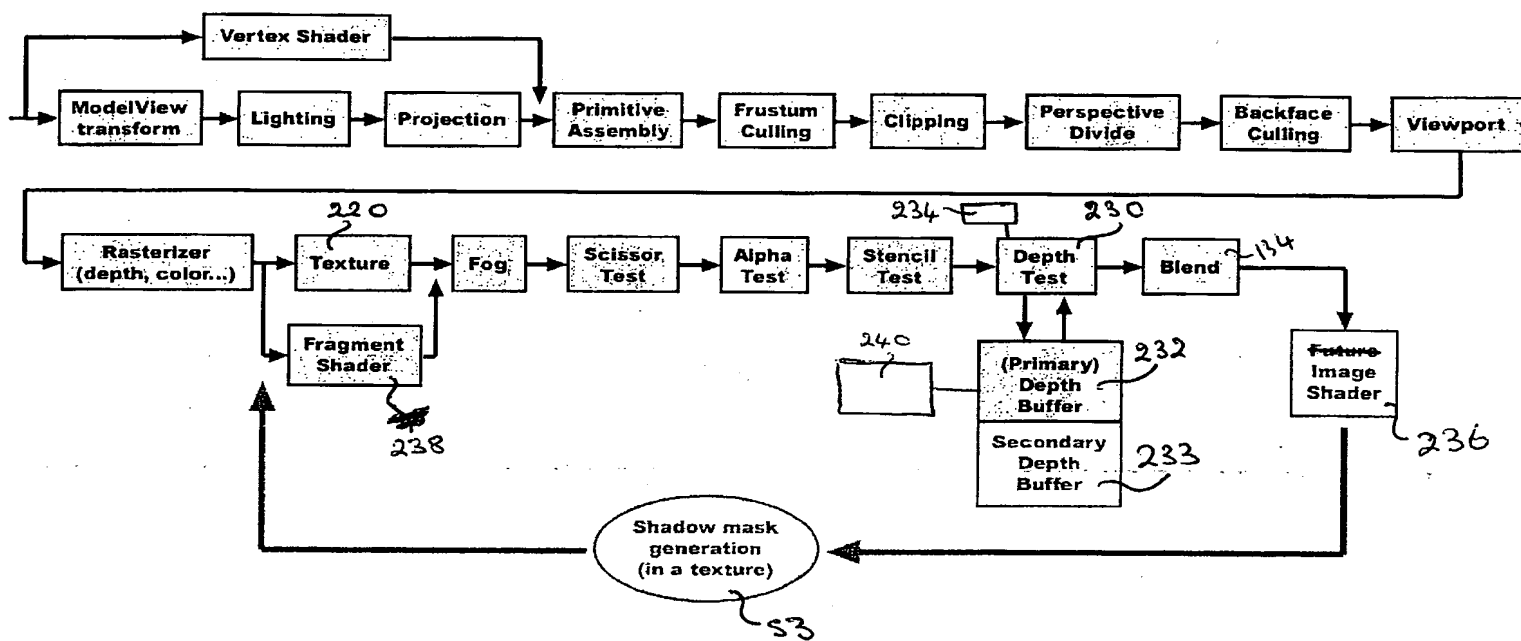 Vertex Shader
ModelView
transform
Lighting
Projection
Primitive
Assembly
Frustum
Culling
Clipping
Perspective
Divide
Backface
Culling
Viewport
220
234
230
Rasterizer
(depth, color...)
Texture
Fog
Scissor
Test
Alpha
Test
Stencil
Test
Depth
Test
Blend
134
Fragment
Shader
238
240
(Primary)
Depth
Buffer
232
Secondary
Depth
Buffer
233
Future
Image
Shader
236
Shadow mask
generation
(in a texture)
S3